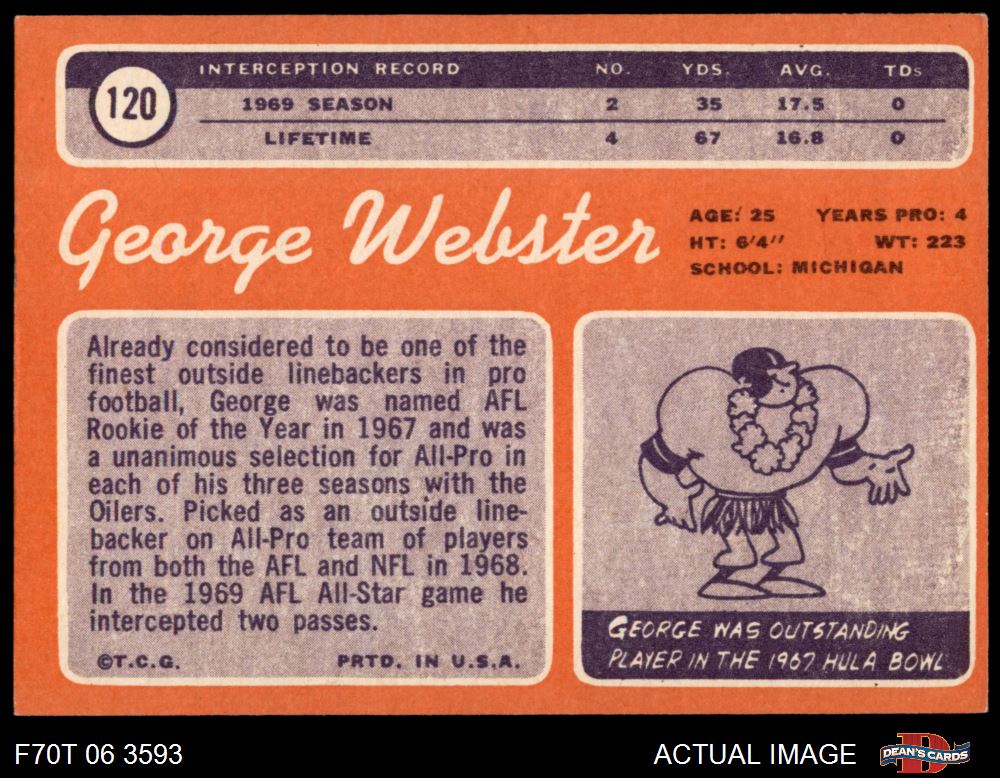 INTERCEPTION RECORD NO. YDS. AVG. TDs
120
1969 SEASON 2 35 17.5 0
LIFETIME 4 67 16.8 0
George Webster
AGE: 25 YEARS PRO: 4
HT: 6'4" WT: 223
SCHOOL: MICHIGAN
Already considered to be one of the
finest outside linebackers in pro
football, George was named AFL
Rookie of the Year in 1967 and was
a unanimous selection for All-Pro in
each of his three seasons with the
Oilers. Picked as an outside line-
backer on All-Pro team of players
from both the AFL and NFL in 1968.
In the 1969 AFL All-Star game he
intercepted two passes.
©T.C.G. PRTD. IN U.S.A.
GEORGE WAS OUTSTANDING
PLAYER IN THE 1967 HULA BOWL
F70T 06 3593 ACTUAL IMAGE
D
DEAN'S CARDS